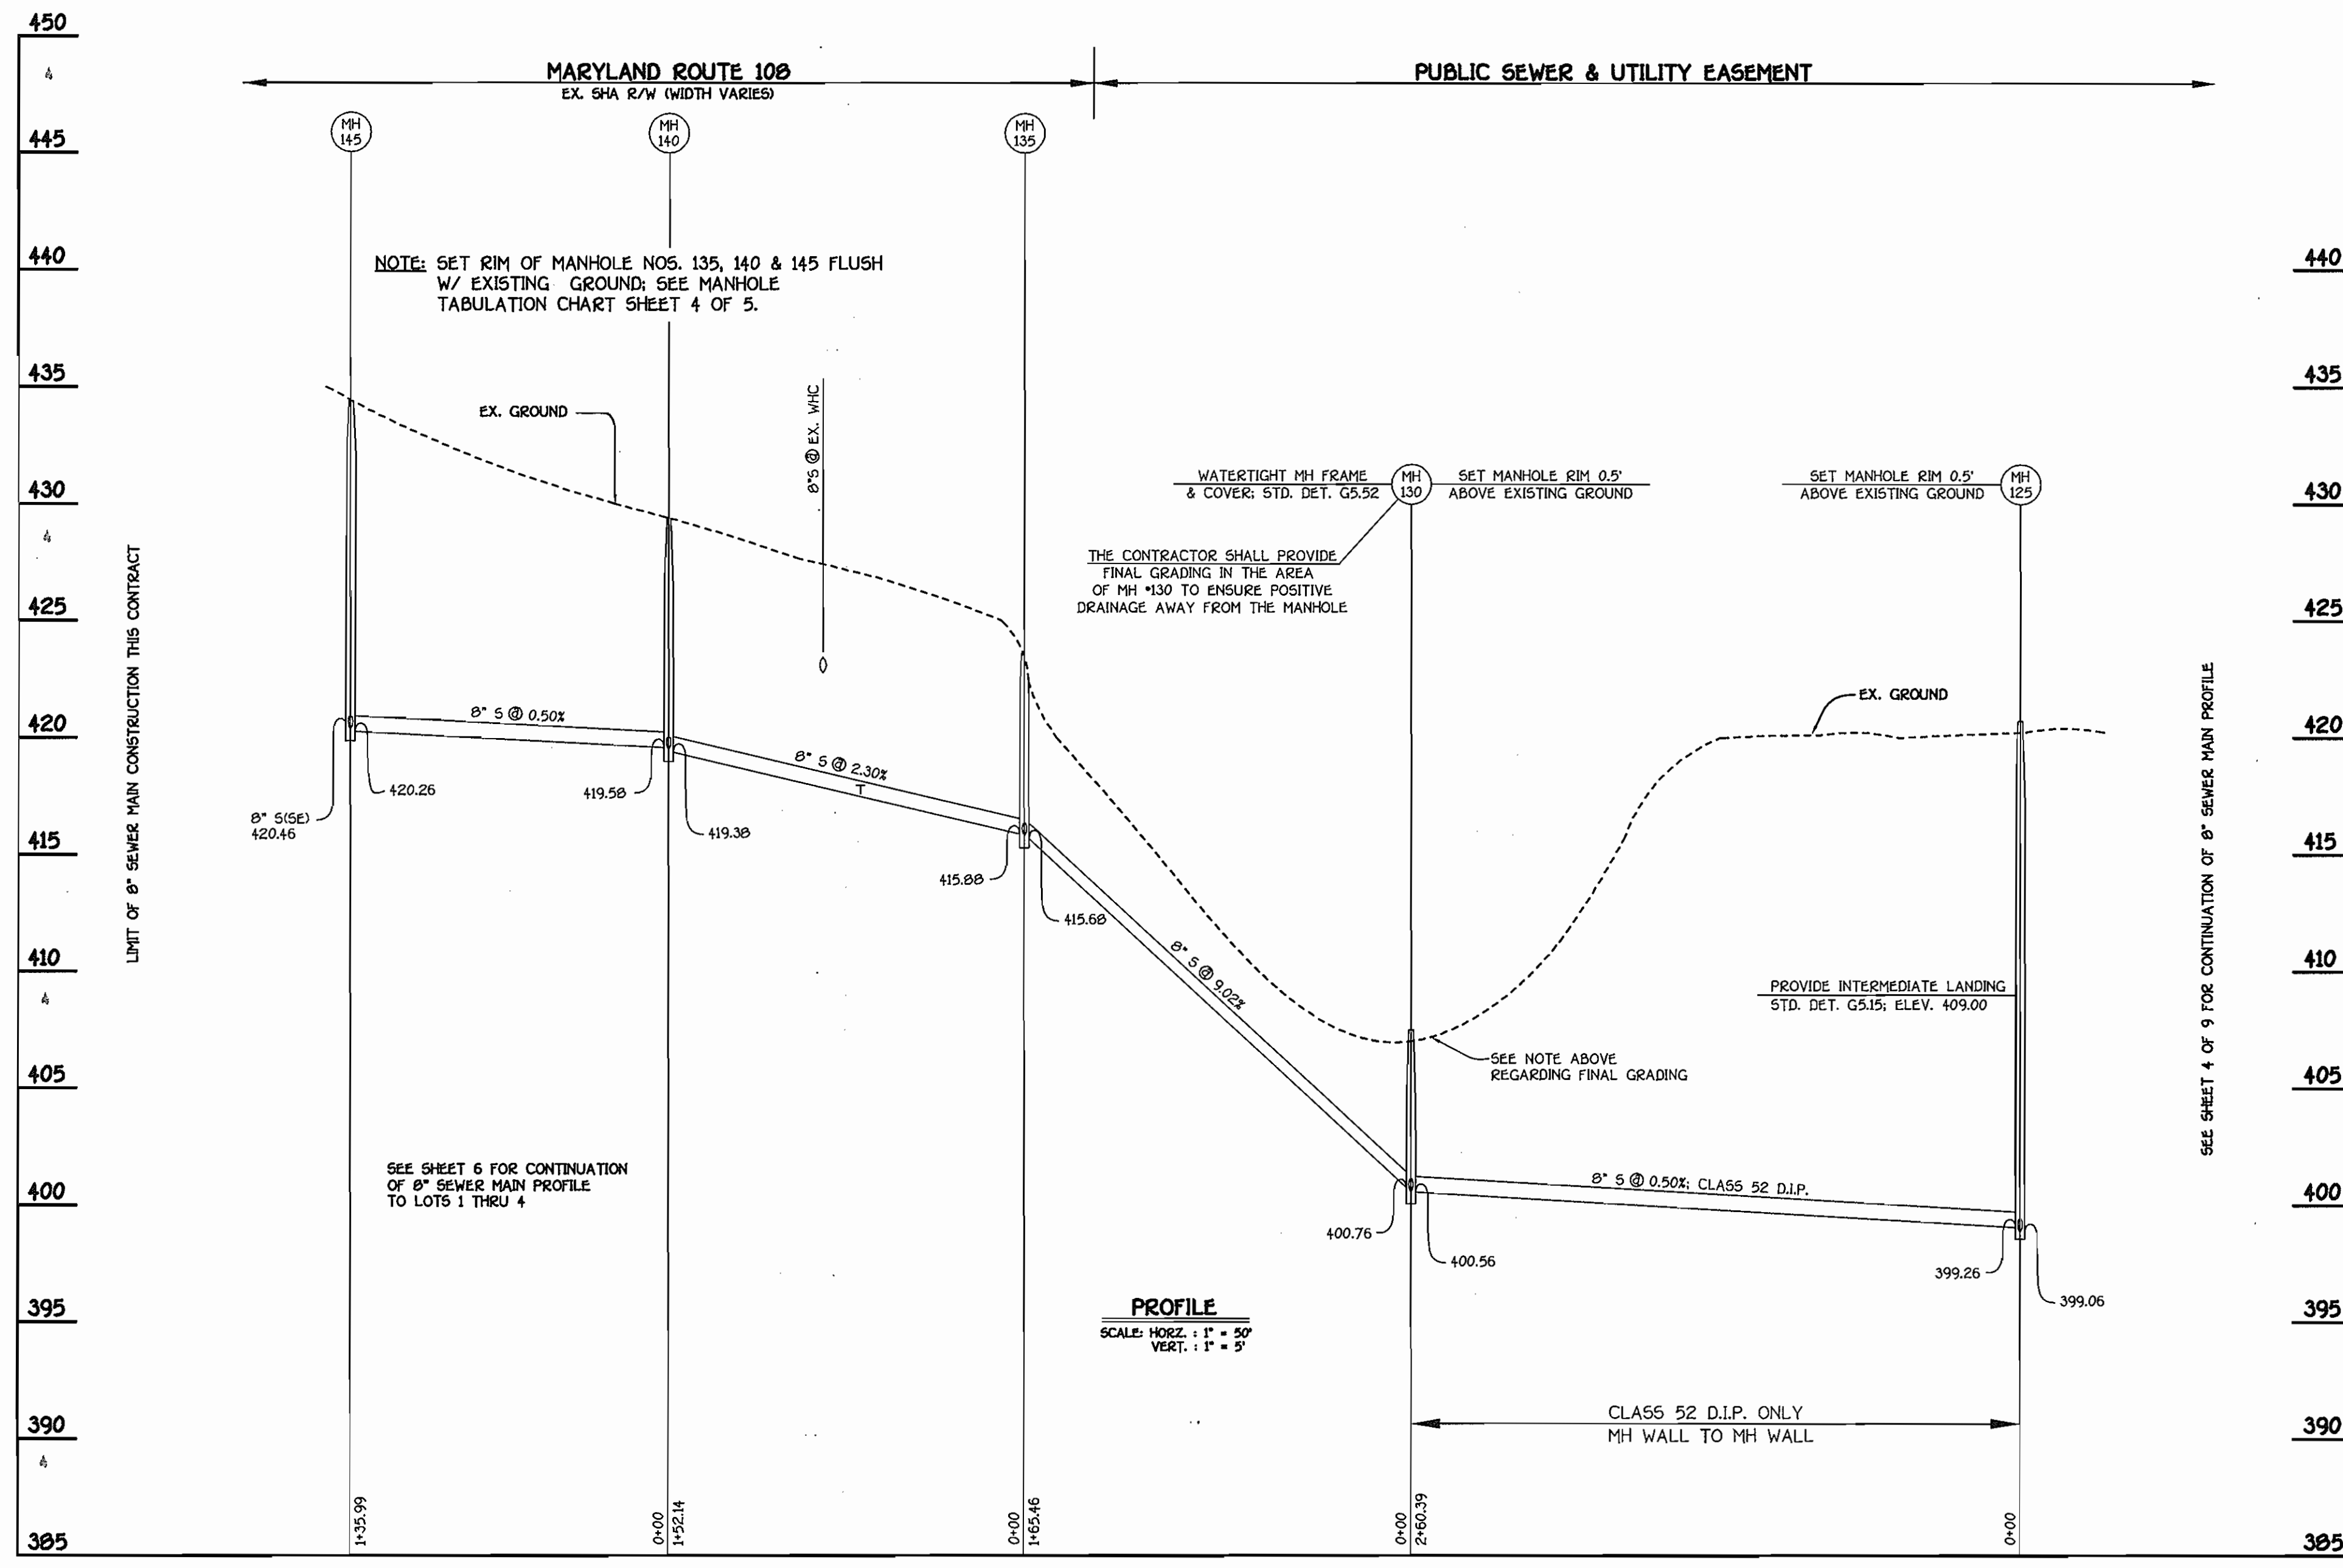 450
445
440
435
430
425
420
415
410
405
400
395
390
385
MARYLAND ROUTE 108
EX. SHA R/W (WIDTH VARIES)
PUBLIC SEWER & UTILITY EASEMENT
MH
145
MH
140
MH
135
NOTE: SET RIM OF MANHOLE NOS. 135, 140 & 145 FLUSH
W/ EXISTING GROUND; SEE MANHOLE
TABULATION CHART SHEET 4 OF 5.
EX. GROUND
8"S @ EX. WHC
WATERTIGHT MH FRAME
& COVER; STD. DET. G5.52
MH
130
SET MANHOLE RIM 0.5'
ABOVE EXISTING GROUND
SET MANHOLE RIM 0.5'
ABOVE EXISTING GROUND
MH
125
THE CONTRACTOR SHALL PROVIDE
FINAL GRADING IN THE AREA
OF MH #130 TO ENSURE POSITIVE
DRAINAGE AWAY FROM THE MANHOLE
LIMIT OF 8" SEWER MAIN CONSTRUCTION THIS CONTRACT
8" S @ 0.50%
8" S(SE)
420.46
420.26
419.58
419.38
8" S @ 2.30%
T
415.88
415.68
8" S @ 9.02%
EX. GROUND
PROVIDE INTERMEDIATE LANDING
STD. DET. G5.15; ELEV. 409.00
SEE NOTE ABOVE
REGARDING FINAL GRADING
8" S @ 0.50%; CLASS 52 D.I.P.
400.76
400.56
399.26
399.06
SEE SHEET 6 FOR CONTINUATION
OF 8" SEWER MAIN PROFILE
TO LOTS 1 THRU 4
PROFILE
SCALE: HORZ. : 1" = 50'
VERT. : 1" = 5'
CLASS 52 D.I.P. ONLY
MH WALL TO MH WALL
1+35.99
0+00
1+52.14
0+00
1+65.46
0+00
2+60.39
0+00
SEE SHEET 4 OF 9 FOR CONTINUATION OF 8" SEWER MAIN PROFILE
440
435
430
425
420
415
410
405
400
395
390
385